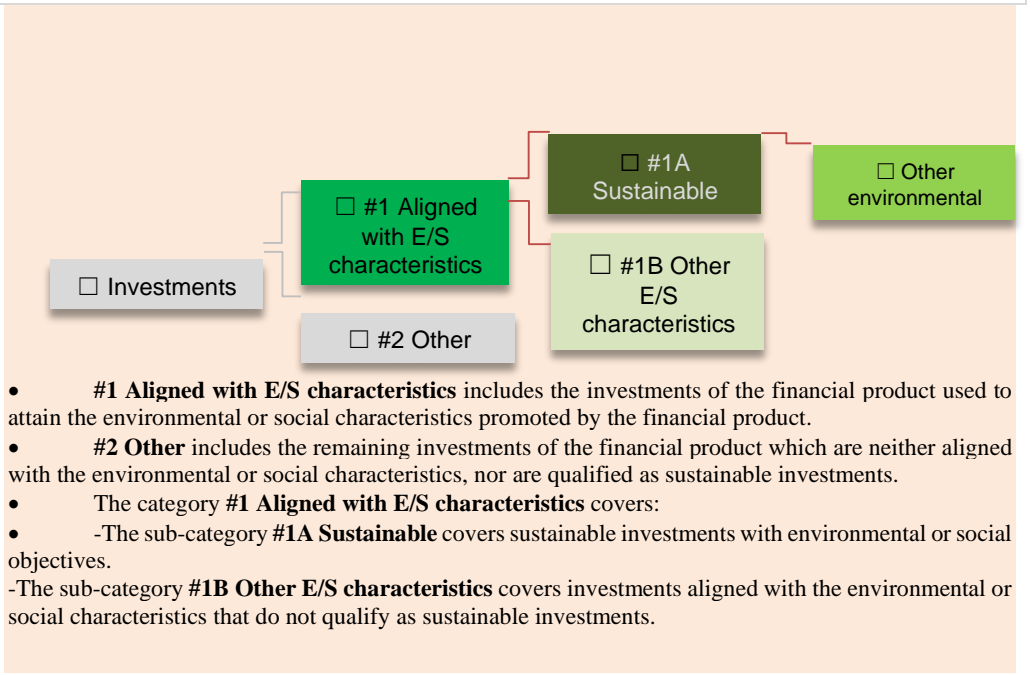 ☐ #1A
Sustainable
☐ Other
environmental
☐ #1 Aligned
with E/S
characteristics
☐ #1B Other
E/S
characteristics
☐ Investments
☐ #2 Other
• #1 Aligned with E/S characteristics includes the investments of the financial product used to
attain the environmental or social characteristics promoted by the financial product.
• #2 Other includes the remaining investments of the financial product which are neither aligned
with the environmental or social characteristics, nor are qualified as sustainable investments.
• The category #1 Aligned with E/S characteristics covers:
• -The sub-category #1A Sustainable covers sustainable investments with environmental or social
objectives.
-The sub-category #1B Other E/S characteristics covers investments aligned with the environmental or
social characteristics that do not qualify as sustainable investments.